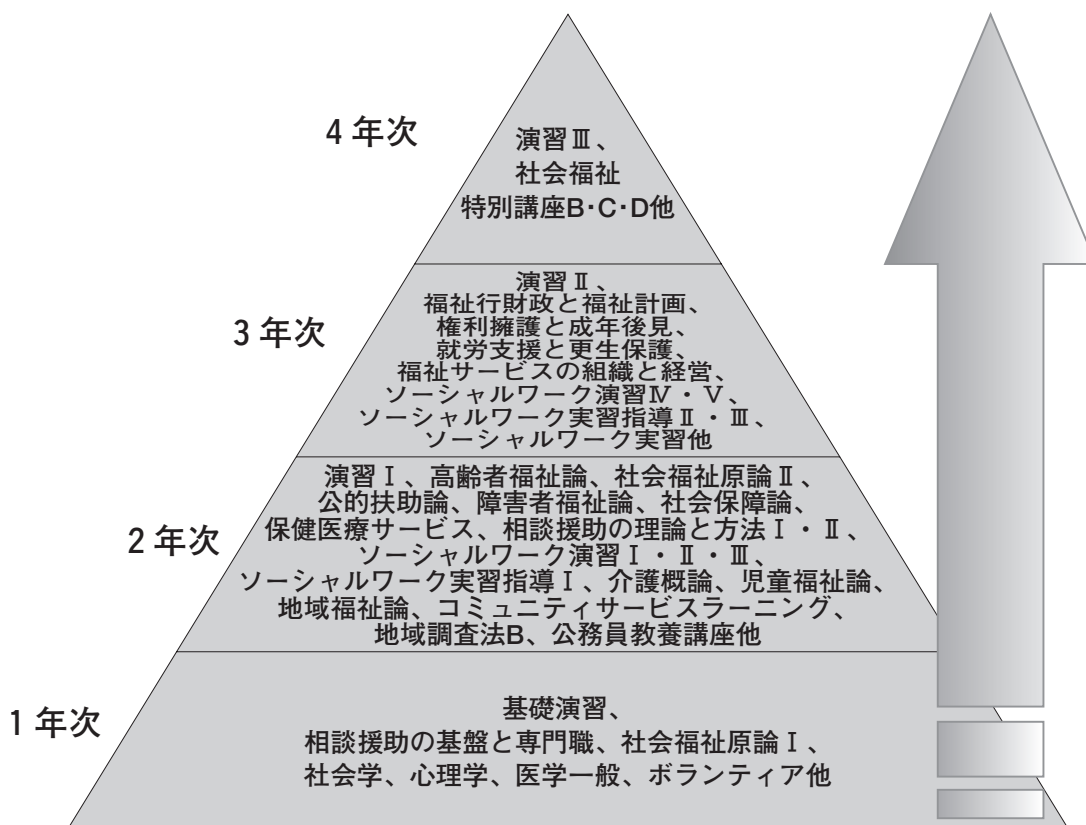 4年次
演習Ⅲ、
社会福祉
特別講座B・C・D他
3年次
演習Ⅱ、
福祉行財政と福祉計画、
権利擁護と成年後見、
就労支援と更生保護、
福祉サービスの組織と経営、
ソーシャルワーク演習Ⅳ・Ⅴ、
ソーシャルワーク実習指導Ⅱ・Ⅲ、
ソーシャルワーク実習他
2年次
演習Ⅰ、高齢者福祉論、社会福祉原論Ⅱ、
公的扶助論、障害者福祉論、社会保障論、
保健医療サービス、相談援助の理論と方法Ⅰ・Ⅱ、
ソーシャルワーク演習Ⅰ・Ⅱ・Ⅲ、
ソーシャルワーク実習指導Ⅰ、介護概論、児童福祉論、
地域福祉論、コミュニティサービスラーニング、
地域調査法B、公務員教養講座他
1年次
基礎演習、
相談援助の基盤と専門職、社会福祉原論Ⅰ、
社会学、心理学、医学一般、ボランティア他